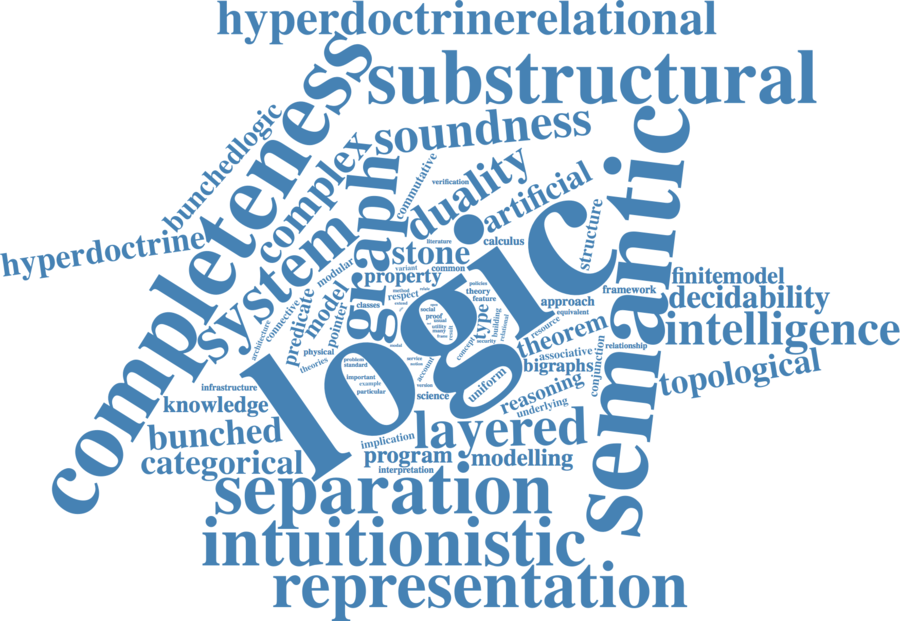 hyperdoctrinerelational
substructural
completeness
soundness
semantic
bunchedlogic
complex
graph
commutative
verification
duality
artificial
hyperdoctrine
system
logic
structure
literature
calculus
stone
modular
variant
common
property
framework
finitemodel
decidability
intelligence
topological
model
predicate
pointer
connective
architecture
classes
respect
method
extend
theory
feature
policies
approach
equivalent
type
building
relational
resource
theorem
relationship
associative
conjunction
bigraphs
physical
theories
social
proof
utility
many
result
concept
security
problem
standard
important
example
particular
account
service
version
science
uniform
reasoning
underlying
infrastructure
knowledge
bunched
categorical
implication
layered
program
modelling
interpretation
separation
intuitionistic
representation